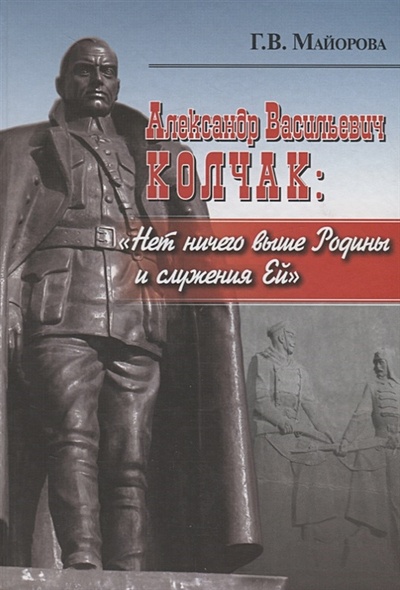 Г.В. Майорова
Александр Васильевич
КОЛЧАК:
«Нет ничего выше Родины
и служения Ей»